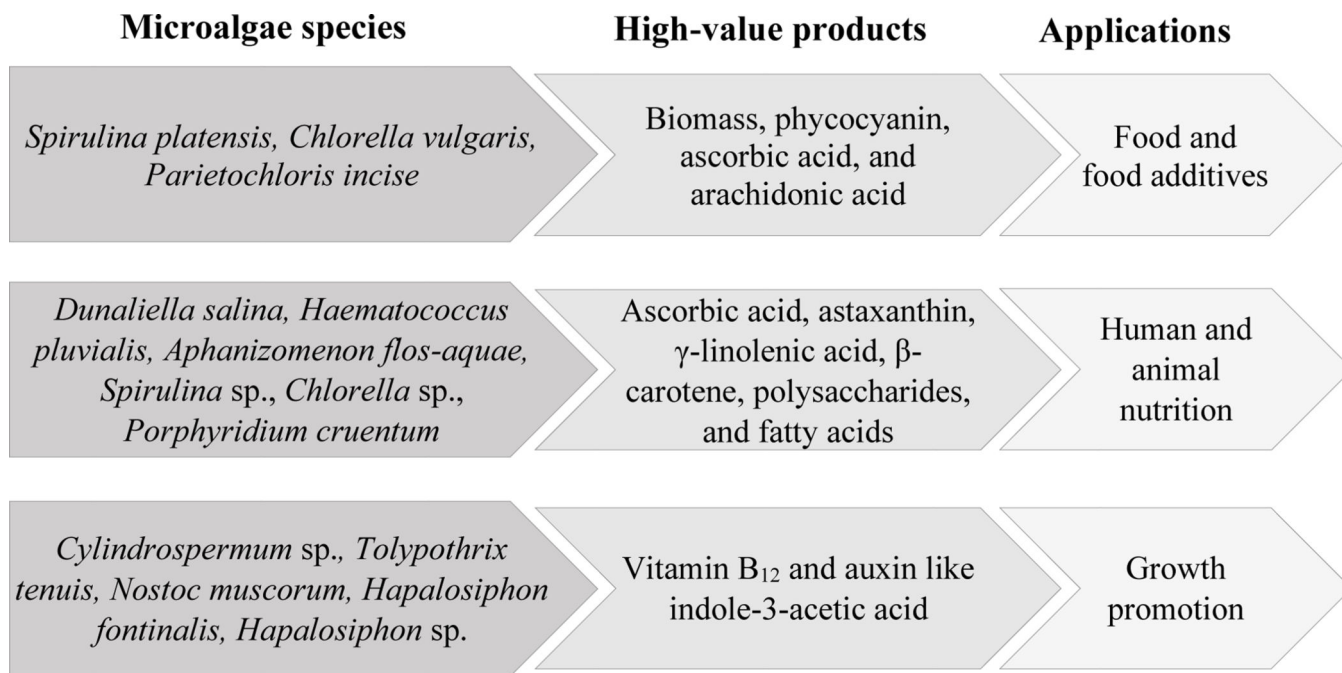 Microalgae species
High-value products
Applications
Spirulina platensis, Chlorella vulgaris,
Parietochloris incise
Biomass, phycocyanin,
ascorbic acid, and
arachidonic acid
Food and
food additives
Dunaliella salina, Haematococcus
pluvialis, Aphanizomenon flos-aquae,
Spirulina sp., Chlorella sp.,
Porphyridium cruentum
Ascorbic acid, astaxanthin,
γ-linolenic acid, β-
carotene, polysaccharides,
and fatty acids
Human and
animal
nutrition
Cylindrospermum sp., Tolypothrix
tenuis, Nostoc muscorum, Hapalosiphon
fontinalis, Hapalosiphon sp.
Vitamin B₁₂ and auxin like
indole-3-acetic acid
Growth
promotion